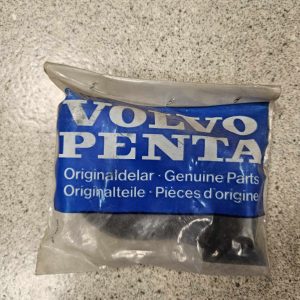 VOLVO
PENTA
Originaldelar · Genuine Parts
Originalteile · Pièces d'origine